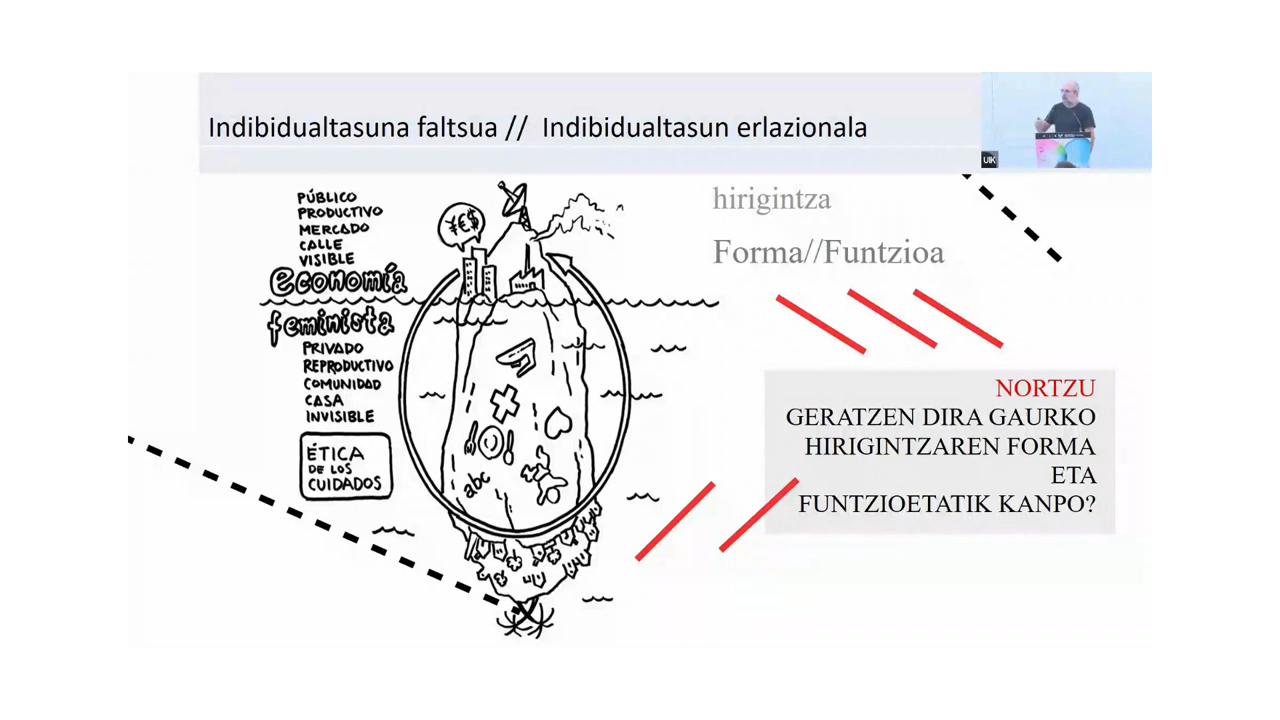 Indibidualtasuna faltsua // Indibidualtasun erlazionala
UIK
PÚBLICO
PRODUCTIVO
MERCADO
CALLE
VISIBLE
economía
feminista
PRIVADO
REPRODUCTIVO
COMUNIDAD
CASA
INVISIBLE
ÉTICA
DE LOS
CUIDADOS
¥€$
abc
hirigintza
Forma//Funtzioa
NORTZU
GERATZEN DIRA GAURKO
HIRIGINTZAREN FORMA
ETA
FUNTZIOETATIK KANPO?